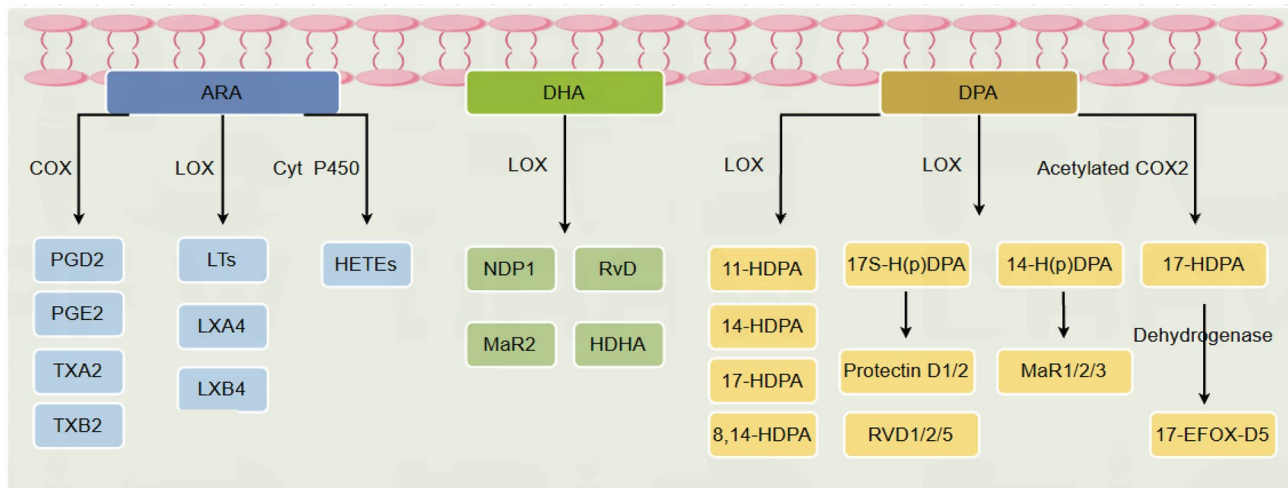 ARA
DHA
DPA
COX
LOX
Cyt P450
LOX
LOX
LOX
Acetylated COX2
PGD2
LTs
HETEs
NDP1
RvD
11-HDPA
17S-H(p)DPA
14-H(p)DPA
17-HDPA
PGE2
LXA4
MaR2
HDHA
14-HDPA
Dehydrogenase
TXA2
LXB4
17-HDPA
Protectin D1/2
MaR1/2/3
TXB2
8,14-HDPA
RVD1/2/5
17-EFOX-D5